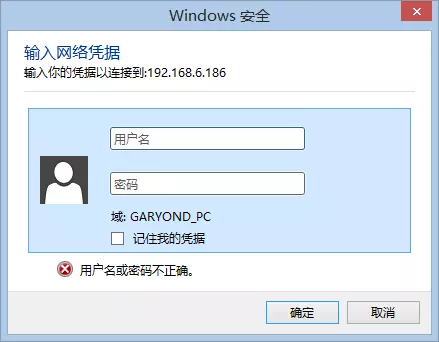 Windows 安全
输入网络凭据
输入你的凭据以连接到:192.168.6.186
用户名
密码
域: GARYOND_PC
记住我的凭据
用户名或密码不正确。
确定
取消